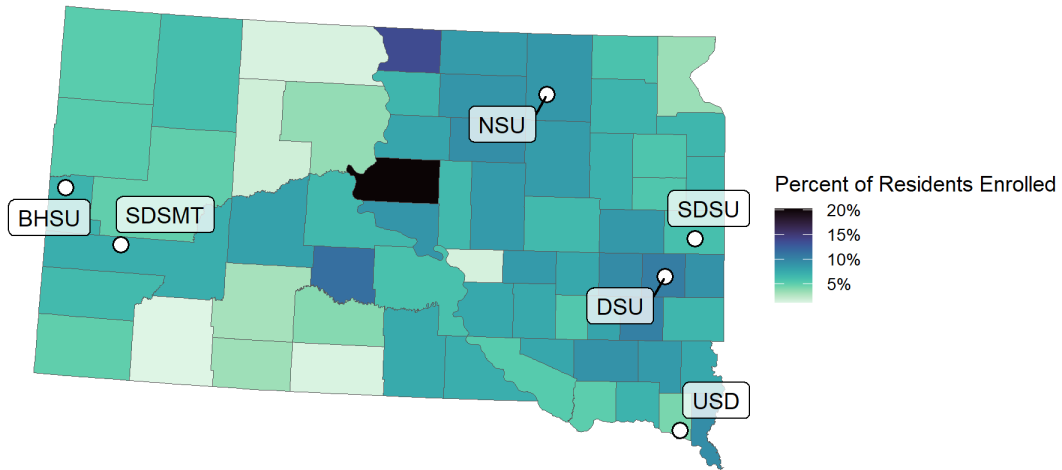 NSU
BHSU
SDSMT
SDSU
DSU
USD
Percent of Residents Enrolled
20%
15%
10%
5%